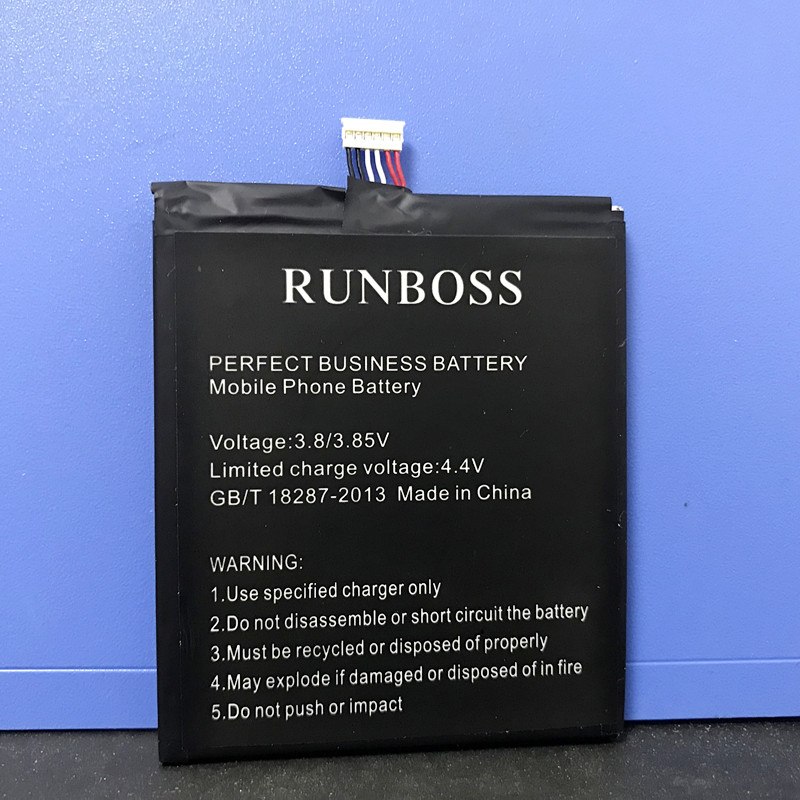 RUNBOSS
PERFECT BUSINESS BATTERY
Mobile Phone Battery
Voltage:3.8/3.85V
Limited charge voltage:4.4V
GB/T 18287-2013 Made in China
WARNING:
1.Use specified charger only
2.Do not disassemble or short circuit the battery
3.Must be recycled or disposed of properly
4.May explode if damaged or disposed of in fire
5.Do not push or impact